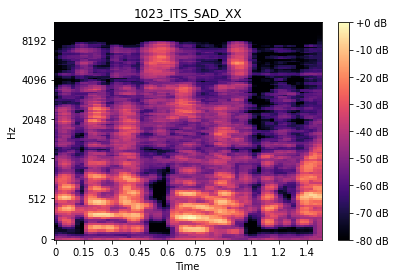 1023_ITS_SAD_XX
8192
4096
2048
1024
512
0
Hz
0 0.15 0.3 0.45 0.6 0.75 0.9 1.1 1.2 1.4
Time
+0 dB
-10 dB
-20 dB
-30 dB
-40 dB
-50 dB
-60 dB
-70 dB
-80 dB